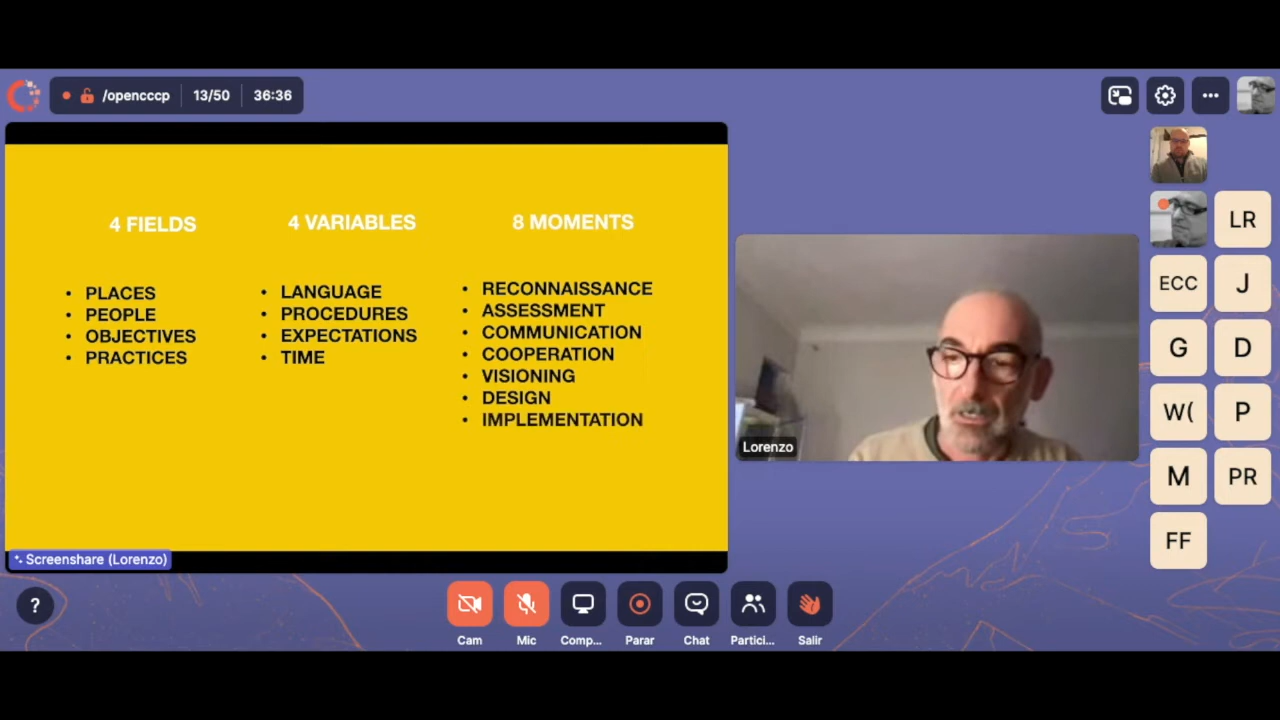 /opencccp
13/50
36:36
4 FIELDS
• PLACES
• PEOPLE
• OBJECTIVES
• PRACTICES
4 VARIABLES
• LANGUAGE
• PROCEDURES
• EXPECTATIONS
• TIME
8 MOMENTS
• RECONNAISSANCE
• ASSESSMENT
• COMMUNICATION
• COOPERATION
• VISIONING
• DESIGN
• IMPLEMENTATION
Screenshare (Lorenzo)
Lorenzo
LR
ECC
J
G
D
W(
P
M
PR
FF
?
Cam
Mic
Comp...
Parar
Chat
Partici...
Salir